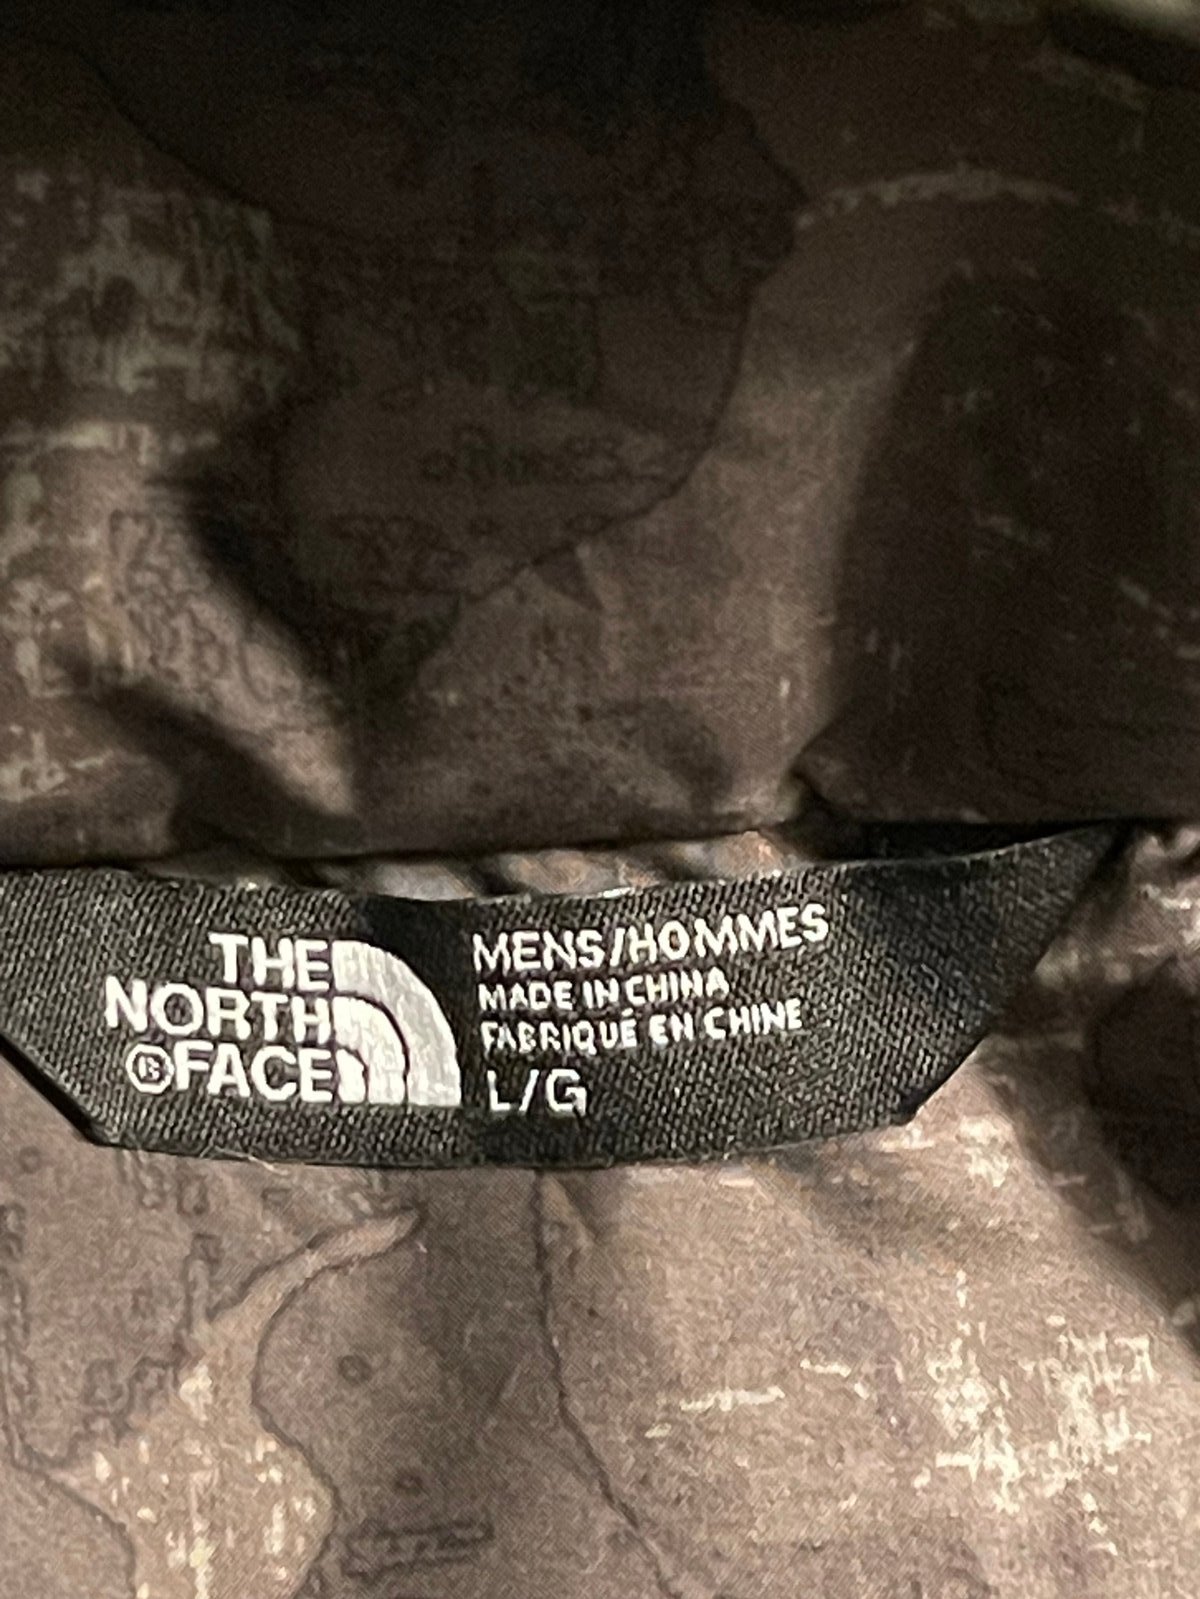 THE
NORTH
®FACE
MENS/HOMMES
MADE IN CHINA
FABRIQUÉ EN CHINE
L/G